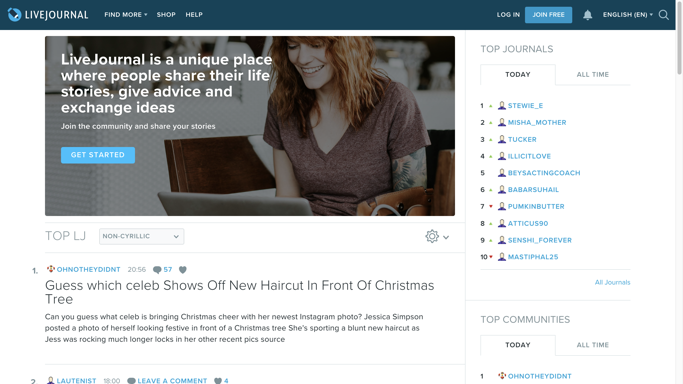 LIVEJOURNAL FIND MORE SHOP HELP LOG IN JOIN FREE ENGLISH (EN)
LiveJournal is a unique place
where people share their life
stories, give advice and
exchange ideas
Join the community and share your stories
GET STARTED
TOP LJ NON-CYRILLIC
1. OHNOTHEYDIDNT 20:56 57
Guess which celeb Shows Off New Haircut In Front Of Christmas
Tree
Can you guess what celeb is bringing Christmas cheer with her newest Instagram photo? Jessica Simpson
posted a photo of herself looking festive in front of a Christmas tree She's sporting a blunt new haircut as
Jess was rocking much longer locks in her other recent pics source
2. LAUTENIST 18:00 LEAVE A COMMENT 4
TOP JOURNALS
TODAY ALL TIME
1 STEWIE_E
2 MISHA_MOTHER
3 TUCKER
4 ILLICITLOVE
5 BEYSACTINGCOACH
6 BABARSUHAIL
7 PUMKINBUTTER
8 ATTICUS90
9 SENSHI_FOREVER
10 MASTIPHAL25
All Journals
TOP COMMUNITIES
TODAY ALL TIME
1 OHNOTHEYDIDNT